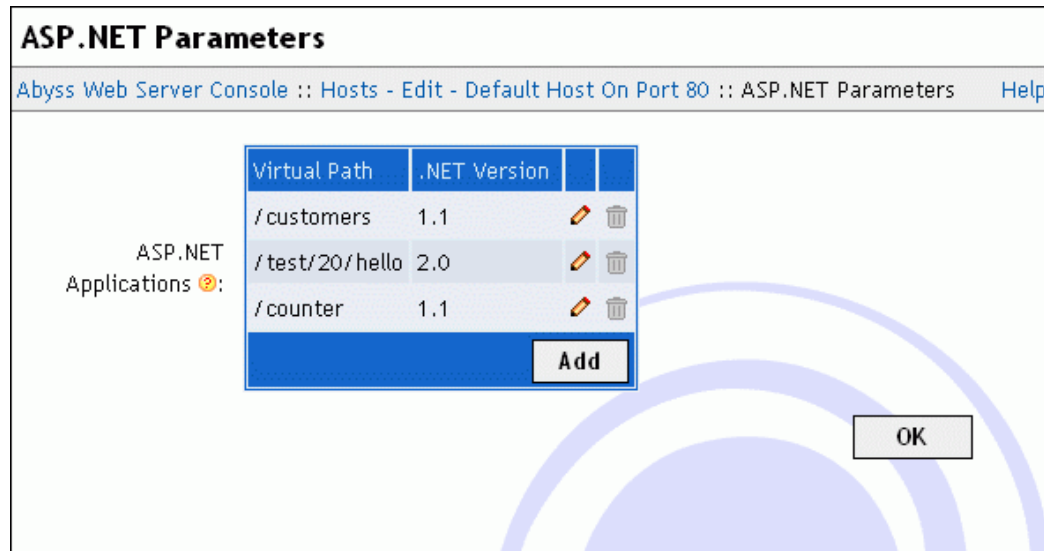 ASP.NET Parameters
Abyss Web Server Console :: Hosts - Edit - Default Host On Port 80 :: ASP.NET Parameters Help
Virtual Path .NET Version
/customers 1.1
ASP.NET Applications :
/test/20/hello 2.0
/counter 1.1
Add
OK